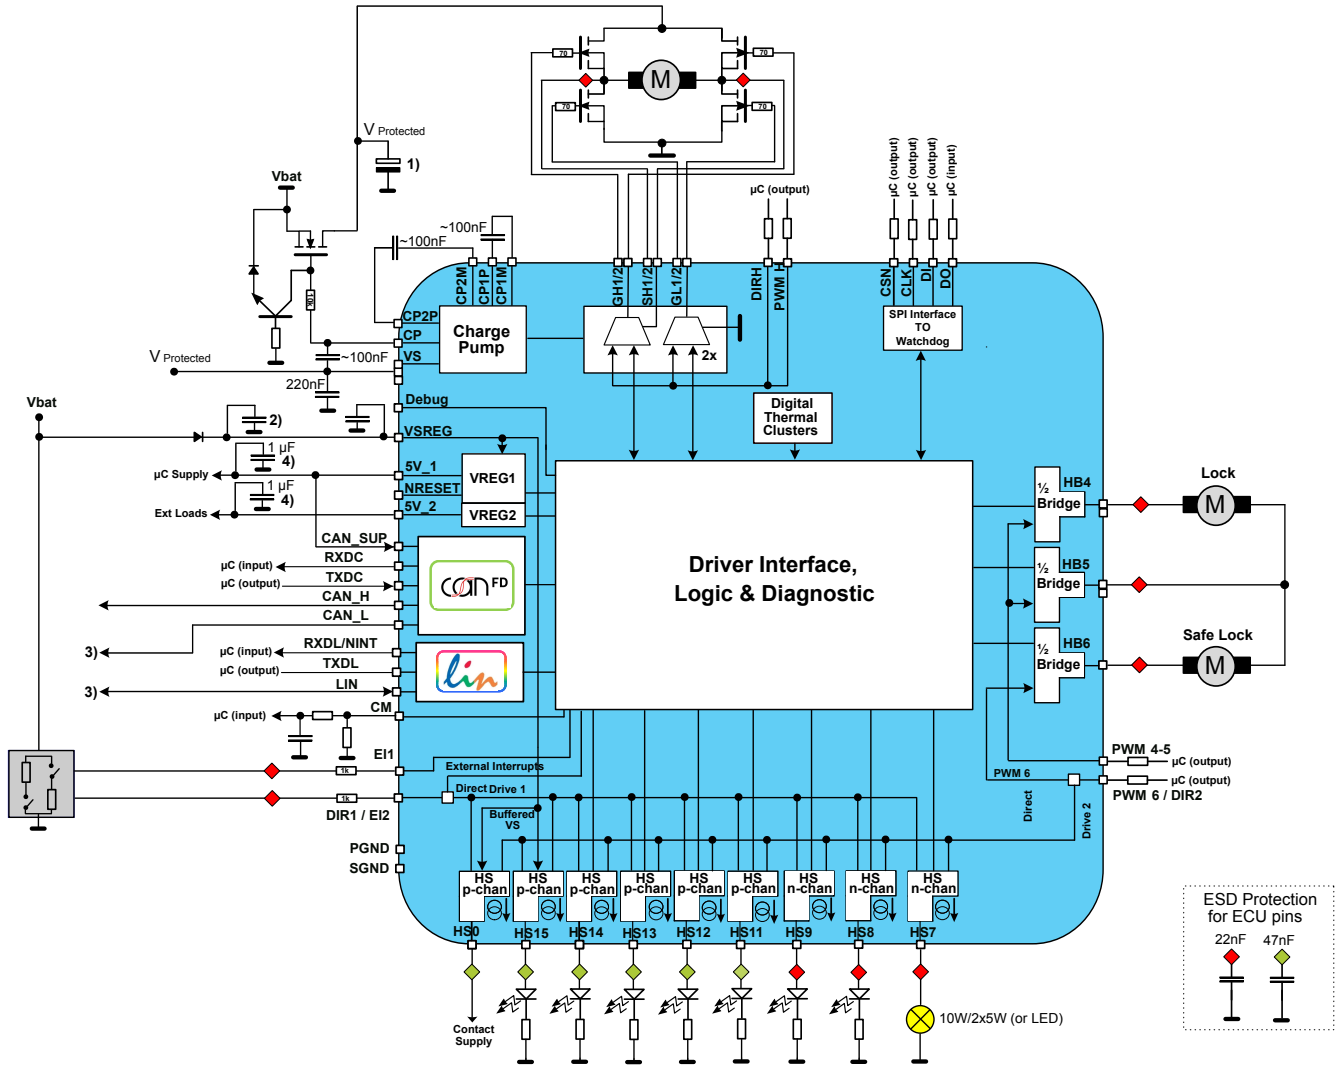 70
70
70
70
M
V Protected
1)
Vbat
~100nF
~100nF
10k
µC (output)
µC (output)
µC (output)
µC (output)
µC (input)
CP2M
CP1P
CP1M
GH1/2
SH1/2
GL1/2
DIRH
PWM H
CSN
CLK
DI
DO
CP2P
CP
VS
Charge
Pump
2x
SPI Interface
TO
Watchdog
V Protected
~100nF
220nF
Vbat
2)
Debug
VSREG
Digital
Thermal
Clusters
1 µF
4)
µC Supply
5V_1
NRESET
VREG1
1 µF
4)
Ext Loads
5V_2
VREG2
CAN_SUP
RXDC
µC (input)
TXDC
µC (output)
CAN_H
CAN_L
3)
CAN FD
RXDL/NINT
µC (input)
TXDL
µC (output)
LIN
3)
lin
CM
µC (input)
Driver Interface,
Logic & Diagnostic
½
Bridge
HB4
½
Bridge
HB5
½
Bridge
HB6
Lock
M
Safe Lock
M
EI1
1k
External Interrupts
Direct Drive 1
1k
DIR1 / EI2
Buffered
VS
PWM 4-5
µC (output)
PWM 6
µC (output)
PWM 6 / DIR2
Direct
Drive 2
PGND
SGND
HS
p-chan
HS
p-chan
HS
p-chan
HS
p-chan
HS
p-chan
HS
p-chan
HS
n-chan
HS
n-chan
HS
n-chan
HS0
HS15
HS14
HS13
HS12
HS11
HS9
HS8
HS7
Contact
Supply
10W/2x5W (or LED)
ESD Protection
for ECU pins
22nF
47nF